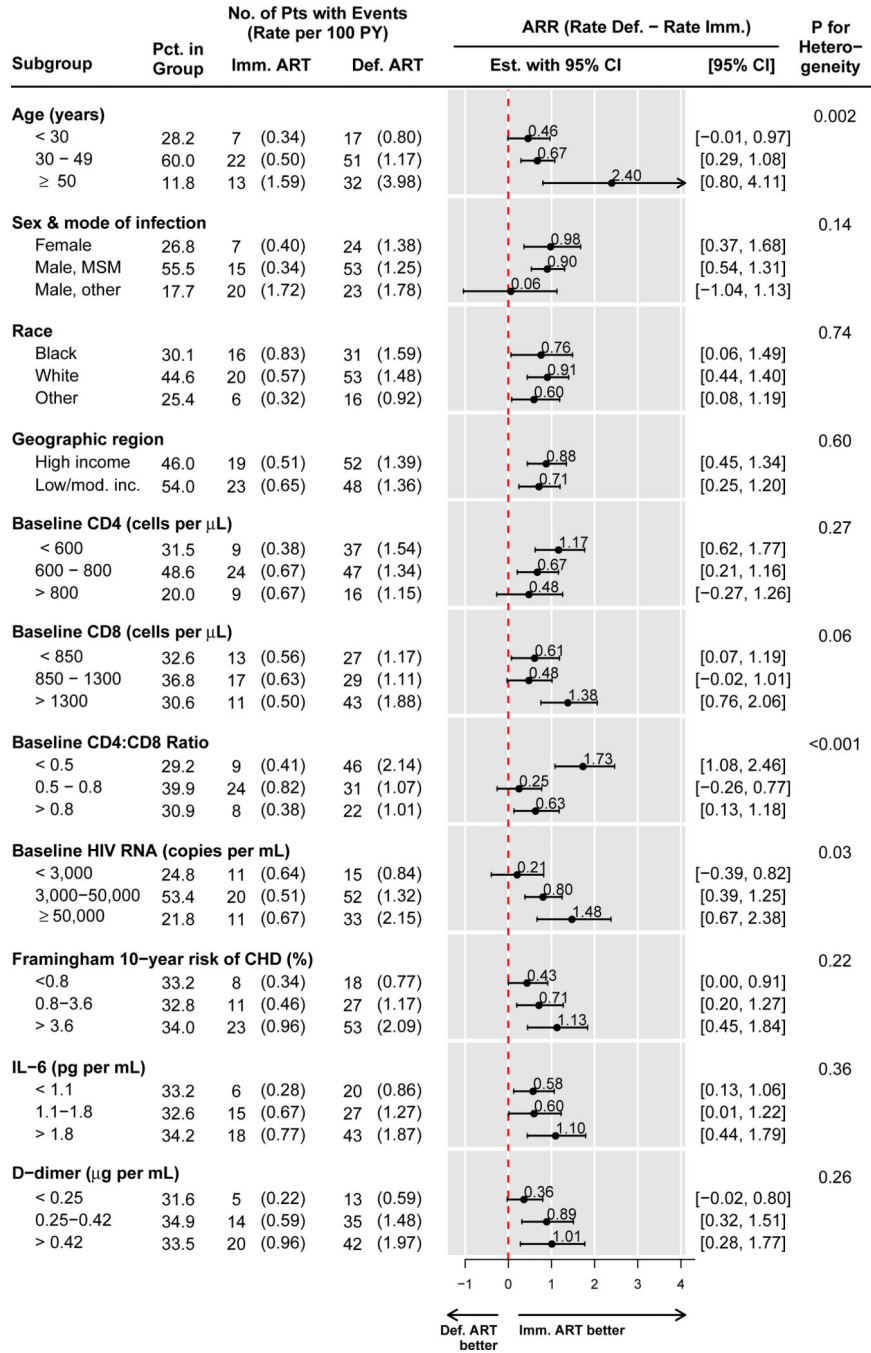 No. of Pts with Events
(Rate per 100 PY)
ARR (Rate Def. − Rate Imm.)
P for
Hetero-
geneity
Subgroup
Pct. in
Group
Imm. ART
Def. ART
Est. with 95% CI
[95% CI]
Age (years) 0.002
< 30 28.2 7 (0.34) 17 (0.80) 0.46 [−0.01, 0.97]
30 − 49 60.0 22 (0.50) 51 (1.17) 0.67 [0.29, 1.08]
≥ 50 11.8 13 (1.59) 32 (3.98) 2.40 [0.80, 4.11]
Sex & mode of infection 0.14
Female 26.8 7 (0.40) 24 (1.38) 0.98 [0.37, 1.68]
Male, MSM 55.5 15 (0.34) 53 (1.25) 0.90 [0.54, 1.31]
Male, other 17.7 20 (1.72) 23 (1.78) 0.06 [−1.04, 1.13]
Race 0.74
Black 30.1 16 (0.83) 31 (1.59) 0.76 [0.06, 1.49]
White 44.6 20 (0.57) 53 (1.48) 0.91 [0.44, 1.40]
Other 25.4 6 (0.32) 16 (0.92) 0.60 [0.08, 1.19]
Geographic region 0.60
High income 46.0 19 (0.51) 52 (1.39) 0.88 [0.45, 1.34]
Low/mod. inc. 54.0 23 (0.65) 48 (1.36) 0.71 [0.25, 1.20]
Baseline CD4 (cells per μL) 0.27
< 600 31.5 9 (0.38) 37 (1.54) 1.17 [0.62, 1.77]
600 − 800 48.6 24 (0.67) 47 (1.34) 0.67 [0.21, 1.16]
> 800 20.0 9 (0.67) 16 (1.15) 0.48 [−0.27, 1.26]
Baseline CD8 (cells per μL) 0.06
< 850 32.6 13 (0.56) 27 (1.17) 0.61 [0.07, 1.19]
850 − 1300 36.8 17 (0.63) 29 (1.11) 0.48 [−0.02, 1.01]
> 1300 30.6 11 (0.50) 43 (1.88) 1.38 [0.76, 2.06]
Baseline CD4:CD8 Ratio <0.001
< 0.5 29.2 9 (0.41) 46 (2.14) 1.73 [1.08, 2.46]
0.5 − 0.8 39.9 24 (0.82) 31 (1.07) 0.25 [−0.26, 0.77]
> 0.8 30.9 8 (0.38) 22 (1.01) 0.63 [0.13, 1.18]
Baseline HIV RNA (copies per mL) 0.03
< 3,000 24.8 11 (0.64) 15 (0.84) 0.21 [−0.39, 0.82]
3,000−50,000 53.4 20 (0.51) 52 (1.32) 0.80 [0.39, 1.25]
≥ 50,000 21.8 11 (0.67) 33 (2.15) 1.48 [0.67, 2.38]
Framingham 10−year risk of CHD (%) 0.22
<0.8 33.2 8 (0.34) 18 (0.77) 0.43 [0.00, 0.91]
0.8−3.6 32.8 11 (0.46) 27 (1.17) 0.71 [0.20, 1.27]
> 3.6 34.0 23 (0.96) 53 (2.09) 1.13 [0.45, 1.84]
IL−6 (pg per mL) 0.36
< 1.1 33.2 6 (0.28) 20 (0.86) 0.58 [0.13, 1.06]
1.1−1.8 32.6 15 (0.67) 27 (1.27) 0.60 [0.01, 1.22]
> 1.8 34.2 18 (0.77) 43 (1.87) 1.10 [0.44, 1.79]
D−dimer (μg per mL) 0.26
< 0.25 31.6 5 (0.22) 13 (0.59) 0.36 [−0.02, 0.80]
0.25−0.42 34.9 14 (0.59) 35 (1.48) 0.89 [0.32, 1.51]
> 0.42 33.5 20 (0.96) 42 (1.97) 1.01 [0.28, 1.77]
−1 0 1 2 3 4
Def. ART
better
Imm. ART better